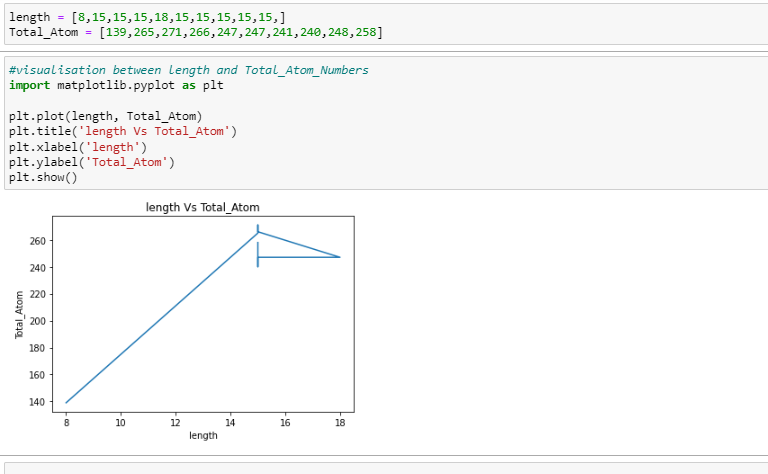 length = [8,15,15,15,18,15,15,15,15,15,]
Total_Atom = [139,265,271,266,247,247,241,240,248,258]
#visualisation between length and Total_Atom_Numbers
import matplotlib.pyplot as plt
plt.plot(length, Total_Atom)
plt.title('length Vs Total_Atom')
plt.xlabel('length')
plt.ylabel('Total_Atom')
plt.show()
length Vs Total_Atom
260
240
220
200
180
160
140
Total_Atom
8 10 12 14 16 18
length